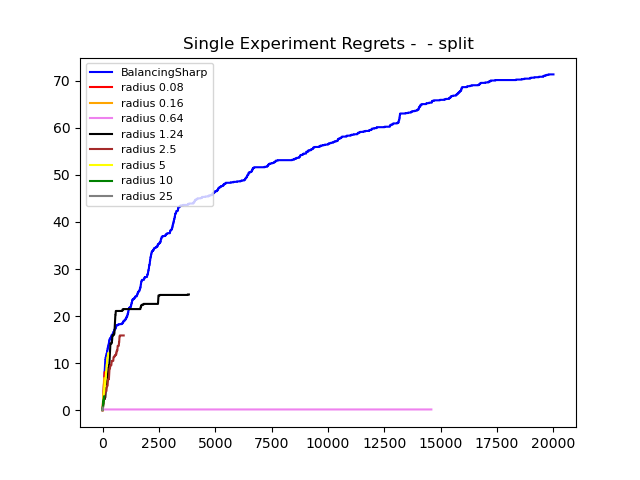 Single Experiment Regrets -  - split
BalancingSharp
radius 0.08
radius 0.16
radius 0.64
radius 1.24
radius 2.5
radius 5
radius 10
radius 25
70
60
50
40
30
20
10
0
0 2500 5000 7500 10000 12500 15000 17500 20000